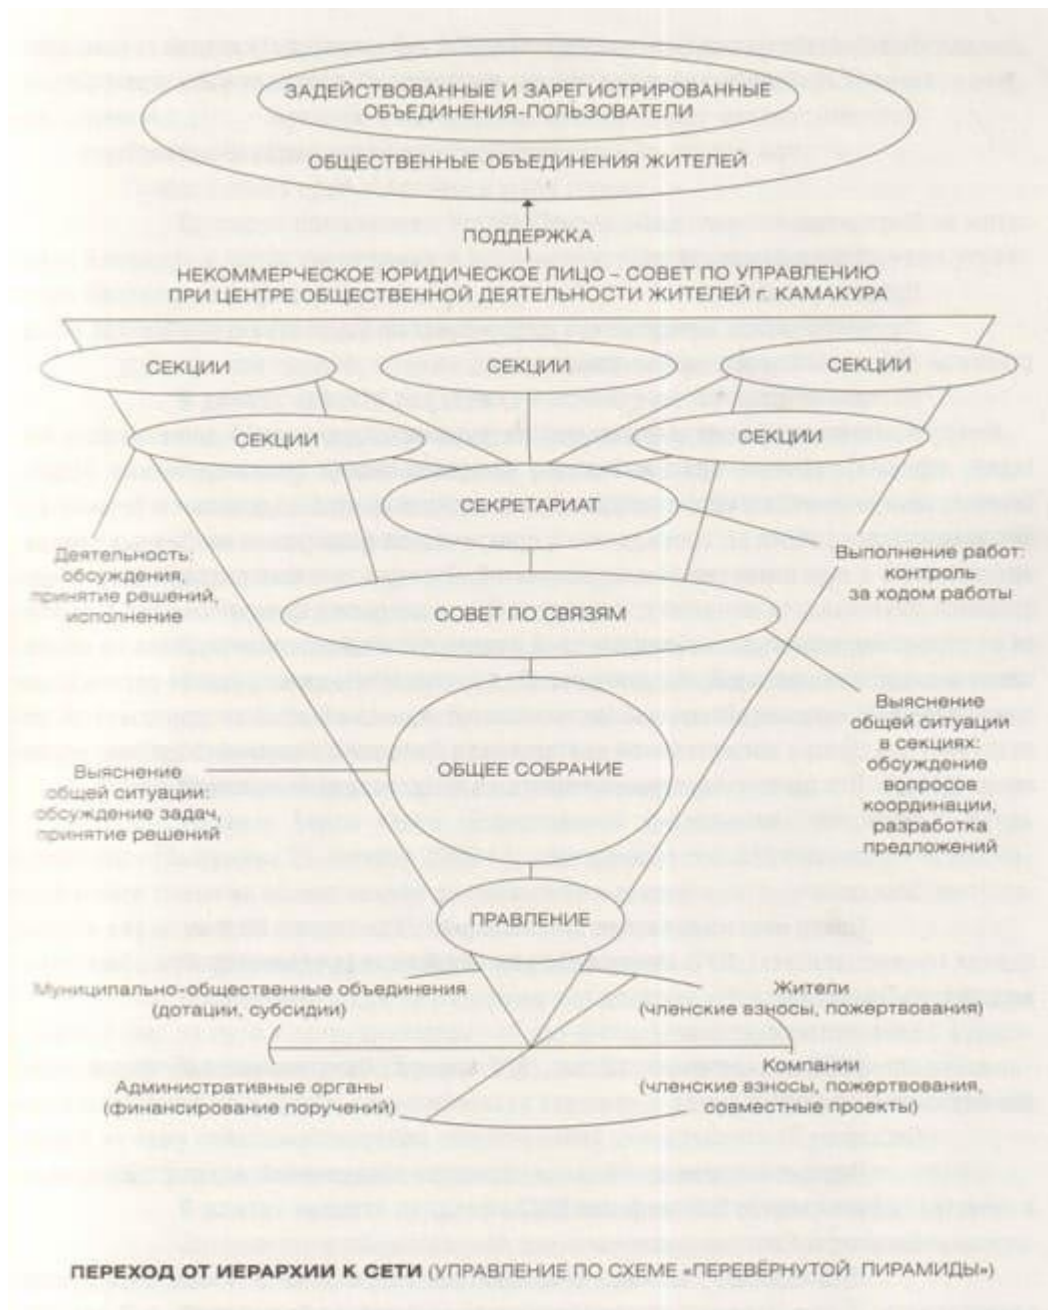 ЗАДЕЙСТВОВАННЫЕ И ЗАРЕГИСТРИРОВАННЫЕ
ОБЪЕДИНЕНИЯ-ПОЛЬЗОВАТЕЛИ
ОБЩЕСТВЕННЫЕ ОБЪЕДИНЕНИЯ ЖИТЕЛЕЙ
ПОДДЕРЖКА
НЕКОММЕРЧЕСКОЕ ЮРИДИЧЕСКОЕ ЛИЦО – СОВЕТ ПО УПРАВЛЕНИЮ
ПРИ ЦЕНТРЕ ОБЩЕСТВЕННОЙ ДЕЯТЕЛЬНОСТИ ЖИТЕЛЕЙ г. КАМАКУРА
СЕКЦИИ
СЕКЦИИ
СЕКЦИИ
СЕКЦИИ
СЕКЦИИ
СЕКРЕТАРИАТ
Деятельность:
обсуждения,
принятие решений,
исполнение
Выполнение работ:
контроль
за ходом работы
СОВЕТ ПО СВЯЗЯМ
Выяснение
общей ситуации
в секциях:
обсуждение
вопросов
координации,
разработка
предложений
ОБЩЕЕ СОБРАНИЕ
Выяснение
общей ситуации:
обсуждение задач,
принятие решений
ПРАВЛЕНИЕ
Муниципально-общественные объединения
(дотации, субсидии)
Жители
(членские взносы, пожертвования)
Административные органы
(финансирование поручений)
Компании
(членские взносы, пожертвования,
совместные проекты)
ПЕРЕХОД ОТ ИЕРАРХИИ К СЕТИ (УПРАВЛЕНИЕ ПО СХЕМЕ «ПЕРЕВЁРНУТОЙ ПИРАМИДЫ»)